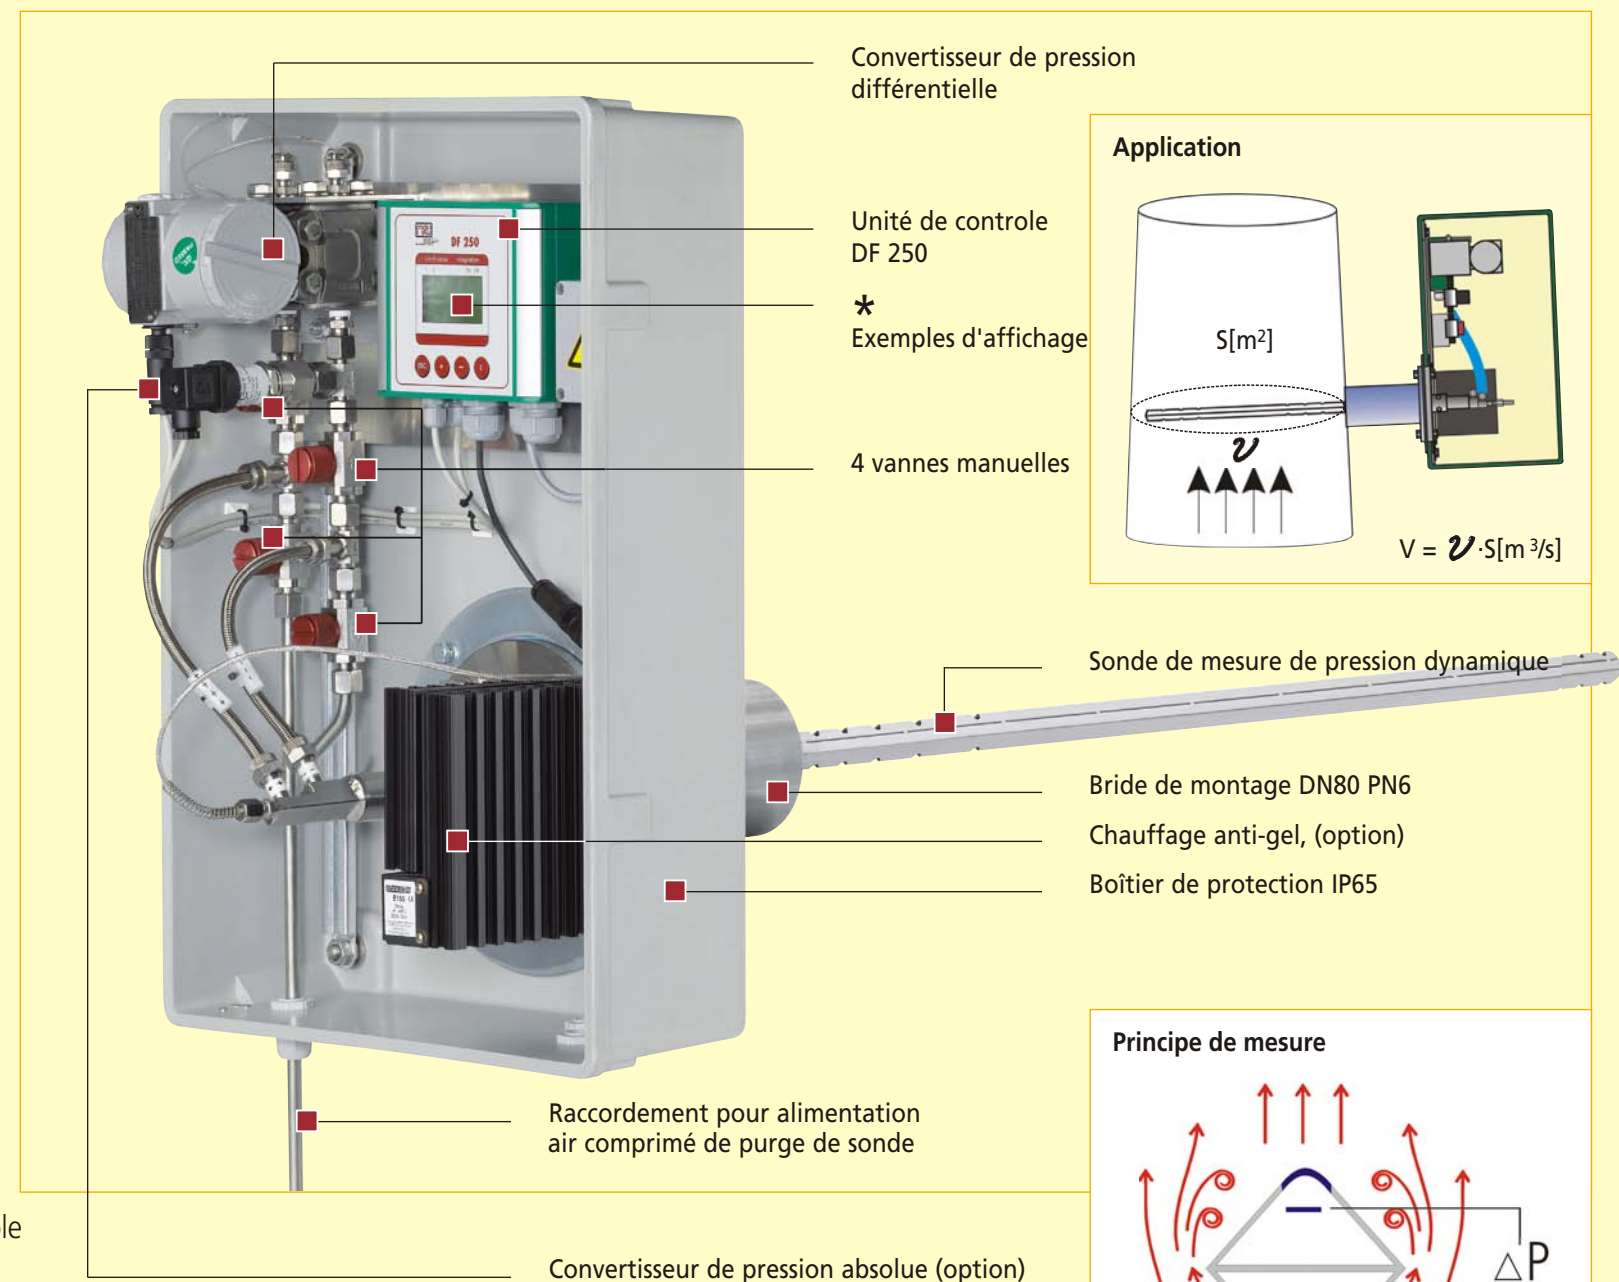 Convertisseur de pression
différentielle
Application
Unité de controle
DF 250
*
Exemples d'affichage
DF 250
ESC
+
−
S[m²]
4 vannes manuelles
v
V = v·S[m³/s]
Sonde de mesure de pression dynamique
Bride de montage DN80 PN6
Chauffage anti-gel, (option)
Boîtier de protection IP65
Principe de mesure
Raccordement pour alimentation
air comprimé de purge de sonde
△P
Convertisseur de pression absolue (option)